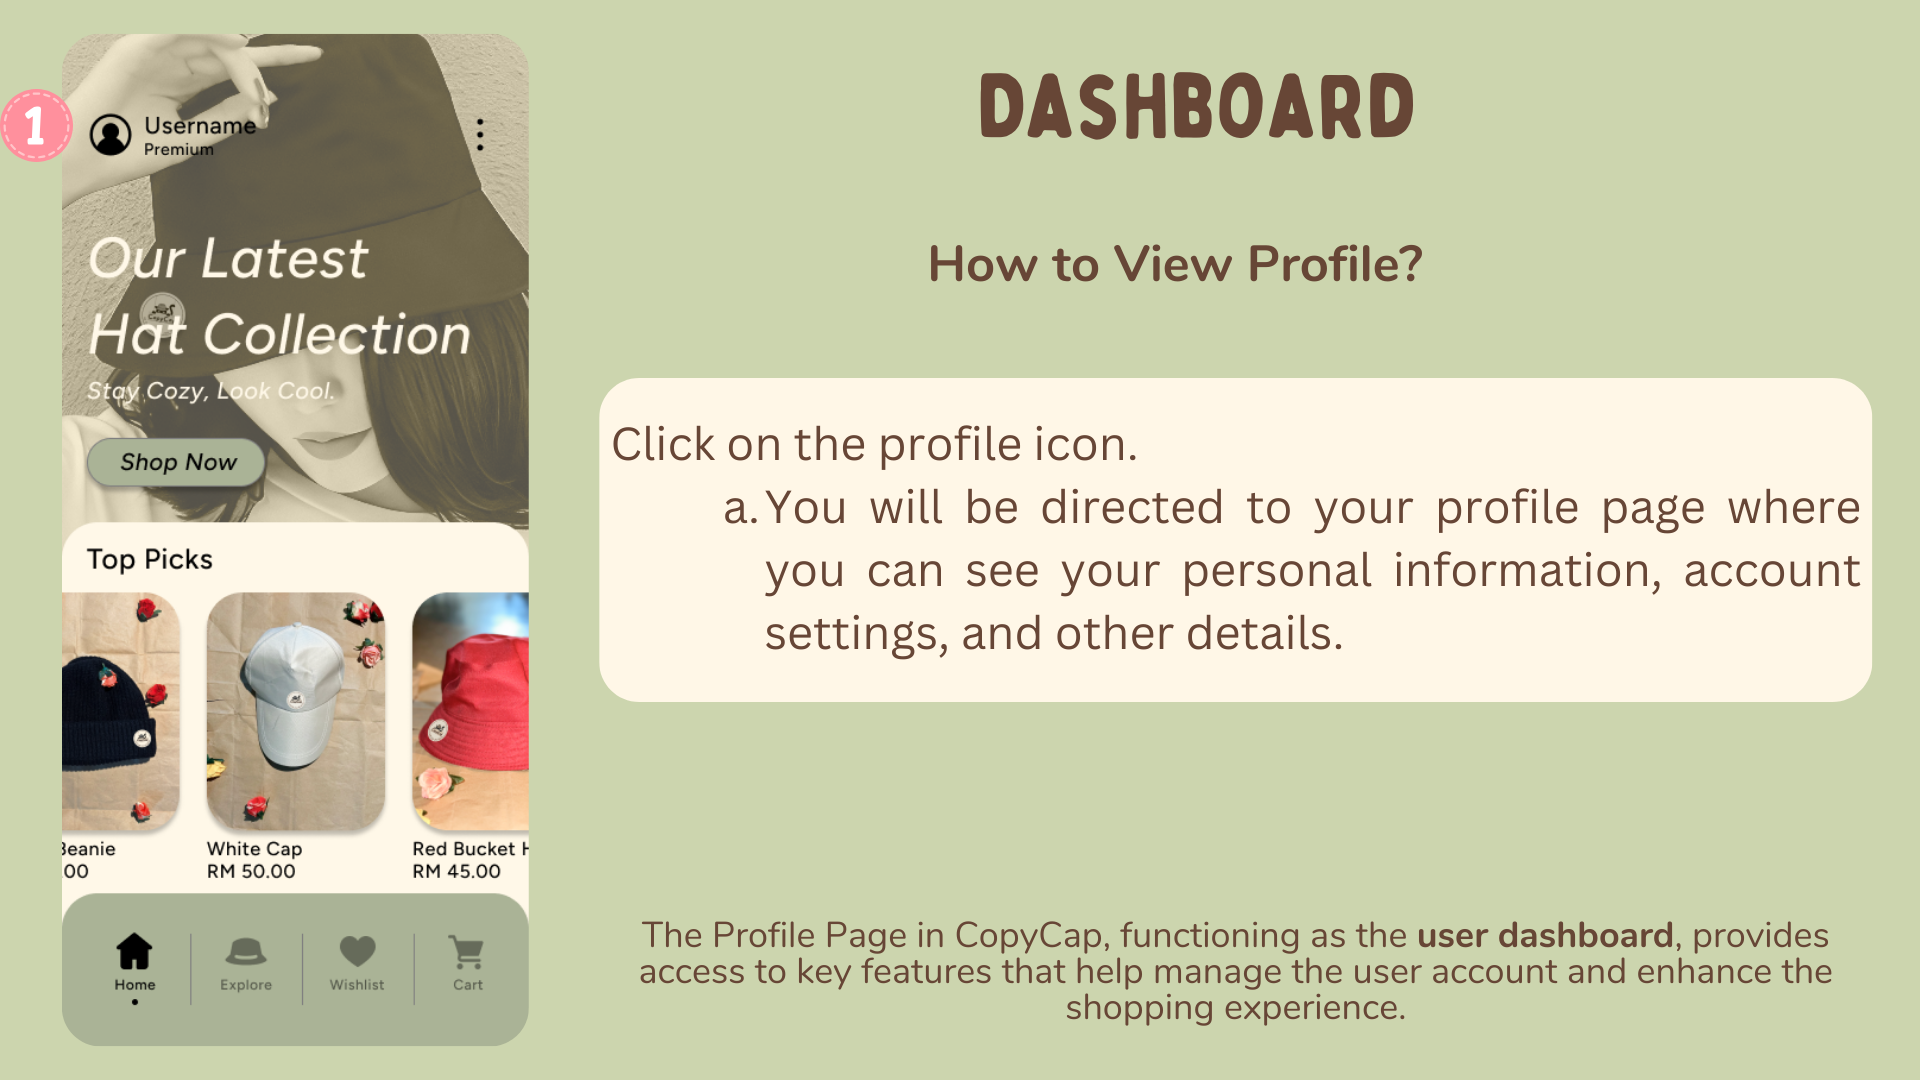 1
Username
Premium
Our Latest
Hat Collection
Stay Cozy, Look Cool.
Shop Now
Top Picks
Beanie
.00
White Cap
RM 50.00
Red Bucket H
RM 45.00
Home
Explore
Wishlist
Cart
DASHBOARD
How to View Profile?
Click on the profile icon.
a. You will be directed to your profile page where
you can see your personal information, account
settings, and other details.
The Profile Page in CopyCap, functioning as the user dashboard, provides
access to key features that help manage the user account and enhance the
shopping experience.